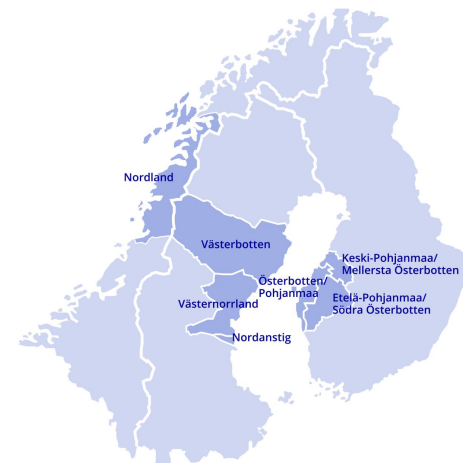 Nordland
Västerbotten
Keski-Pohjanmaa/
Mellersta Österbotten
Österbotten/
Pohjanmaa
Västernorrland
Etelä-Pohjanmaa/
Södra Österbotten
Nordanstig